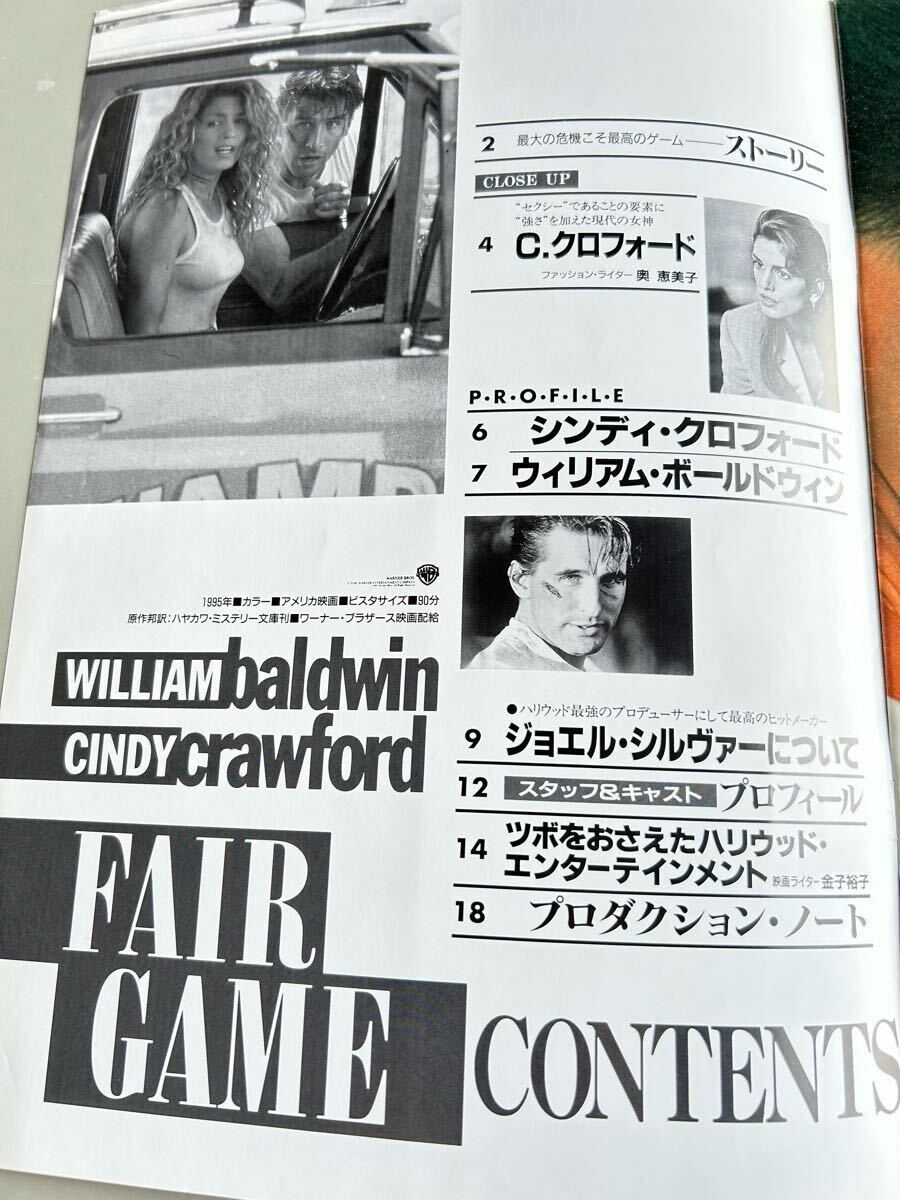 WARNER BROS.
1995年■カラー■アメリカ映画■ビスタサイズ■90分
原作邦訳：ハヤカワ・ミステリー文庫刊■ワーナー・ブラザース映画配給
WILLIAM baldwin
CINDY crawford
FAIR
GAME
2 最大の危機こそ最高のゲーム――ストーリー
CLOSE UP
“セクシー”であることの要素に
“強さ”を加えた現代の女神
4 C.クロフォード
ファッション・ライター 奥 恵美子
P・R・O・F・I・L・E
6 シンディ・クロフォード
7 ウィリアム・ボールドウィン
●ハリウッド最強のプロデューサーにして最高のヒットメーカー
9 ジョエル・シルヴァーについて
12 スタッフ&キャスト プロフィール
14 ツボをおさえたハリウッド・
エンターテインメント 映画ライター 金子裕子
18 プロダクション・ノート
CONTENTS